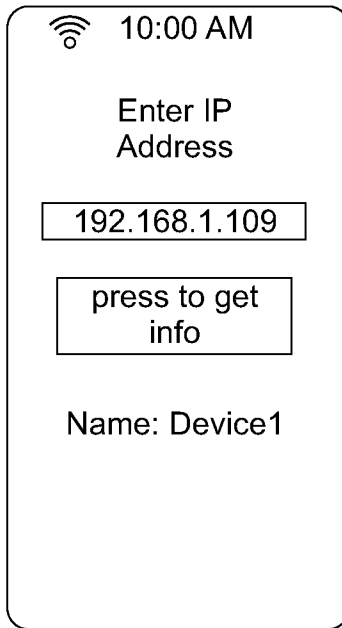 10:00 AM
Enter IP
Address
192.168.1.109
press to get
info
Name: Device1